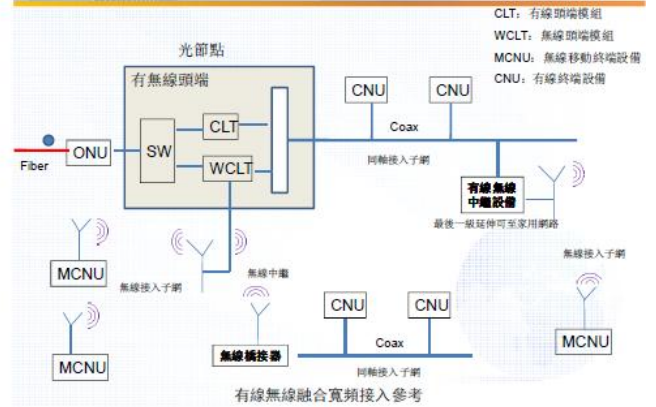 CLT：有線頭端模組
WCLT：無線頭端模組
MCNU：無線移動終端設備
CNU：有線終端設備
光節點
有無線頭端
CLT
SW
WCLT
ONU
Fiber
CNU
CNU
Coax
同軸接入子網
有線無線
中繼設備
最後一級延伸可至家用網路
MCNU
無線接入子網
無線中繼
無線接入子網
MCNU
MCNU
無線橋接器
CNU
CNU
Coax
同軸接入子網
有線無線融合寬頻接入參考